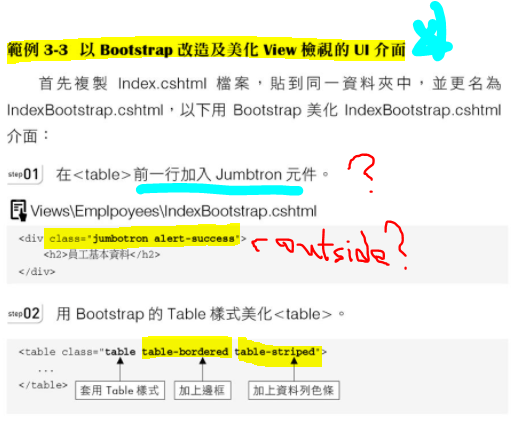 範例 3-3 以 Bootstrap 改造及美化 View 檢視的 UI 介面
首先複製 Index.cshtml 檔案，貼到同一資料夾中，並更名為
IndexBootstrap.cshtml，以下用 Bootstrap 美化 IndexBootstrap.cshtml
介面：
step01 在<table>前一行加入 Jumbtron 元件。 ?
Views\Emlpoyees\IndexBootstrap.cshtml
<div class="jumbotron alert-success"> outside?
<h2>員工基本資料</h2>
</div>
step02 用 Bootstrap 的 Table 樣式美化<table>。
<table class="table table-bordered table-striped">
...
</table>
套用 Table 樣式 加上邊框 加上資料列色條